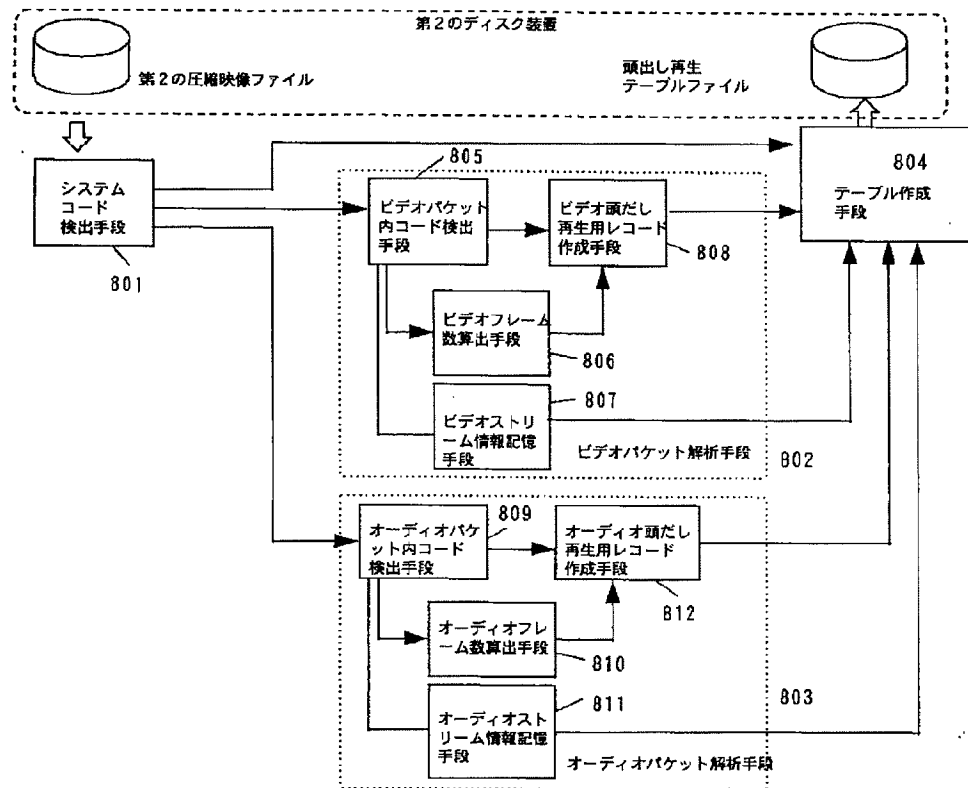 第2のディスク装置
第2の圧縮映像ファイル
頭出し再生
テーブルファイル
システム
コード
検出手段
801
805
ビデオパケット
内コード検出
手段
ビデオ頭だし
再生用レコード
作成手段
808
804
テーブル作成
手段
ビデオフレーム
数算出手段
806
807
ビデオストリ
ーム情報記憶
手段
ビデオパケット解析手段
802
809
オーディオパケ
ット内コード
検出手段
オーディオ頭だし
再生用レコード
作成手段
812
オーディオフレ
ーム数算出手段
810
811
オーディオスト
リーム情報記憶
手段
803
オーディオパケット解析手段